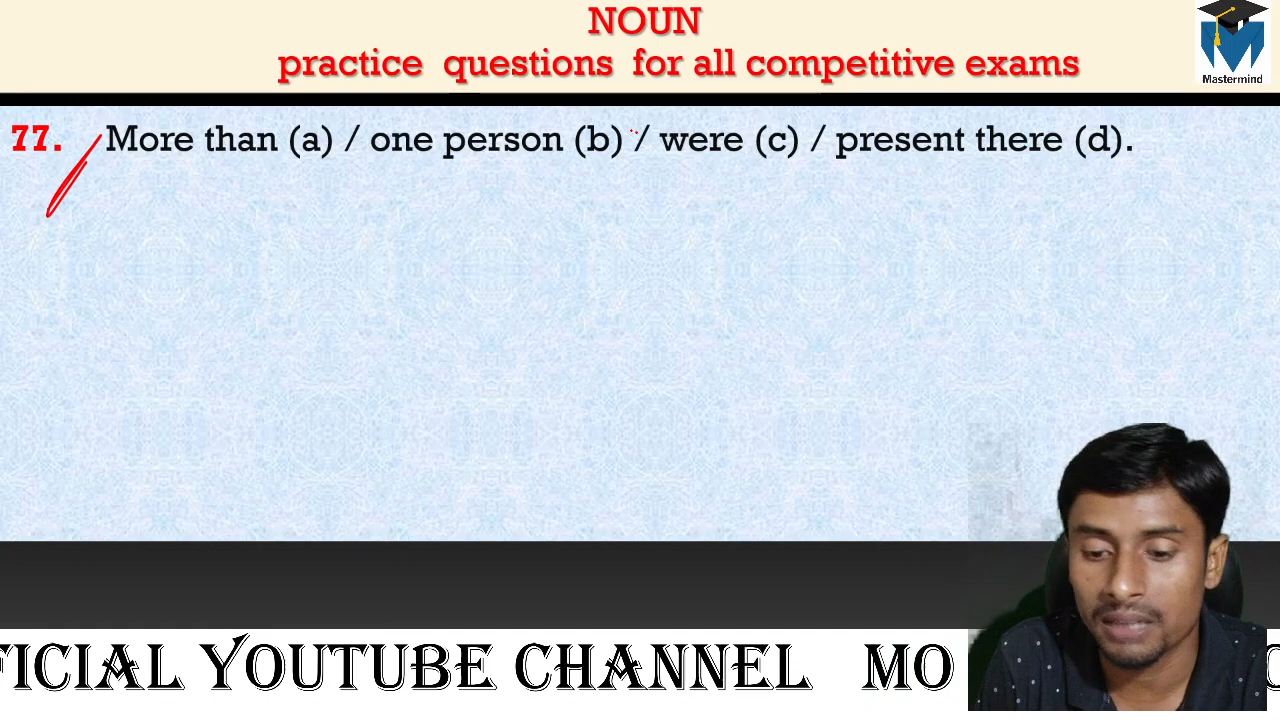 NOUN
practice questions for all competitive exams
Mastermind
77. More than (a) / one person (b) / were (c) / present there (d).
FICIAL YOUTUBE CHANNEL MO